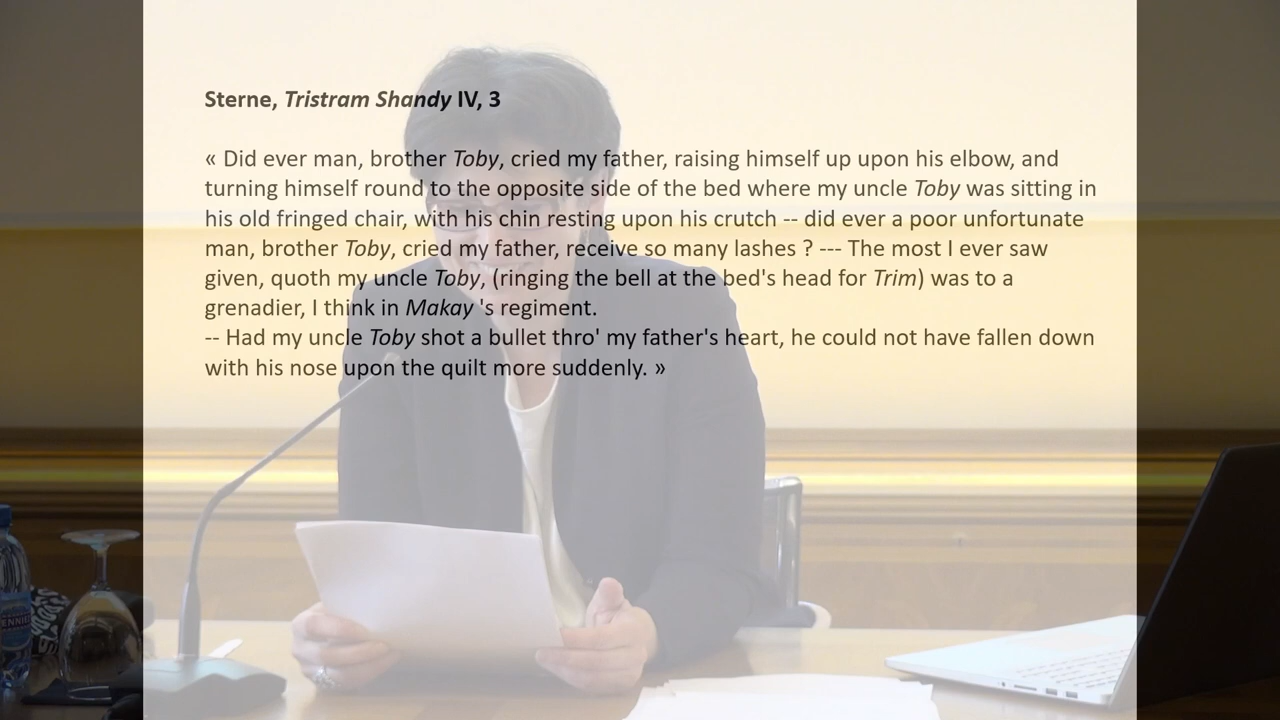 Sterne, Tristram Shandy IV, 3
« Did ever man, brother Toby, cried my father, raising himself up upon his elbow, and
turning himself round to the opposite side of the bed where my uncle Toby was sitting in
his old fringed chair, with his chin resting upon his crutch -- did ever a poor unfortunate
man, brother Toby, cried my father, receive so many lashes ? --- The most I ever saw
given, quoth my uncle Toby, (ringing the bell at the bed's head for Trim) was to a
grenadier, I think in Makay 's regiment.
-- Had my uncle Toby shot a bullet thro' my father's heart, he could not have fallen down
with his nose upon the quilt more suddenly. »